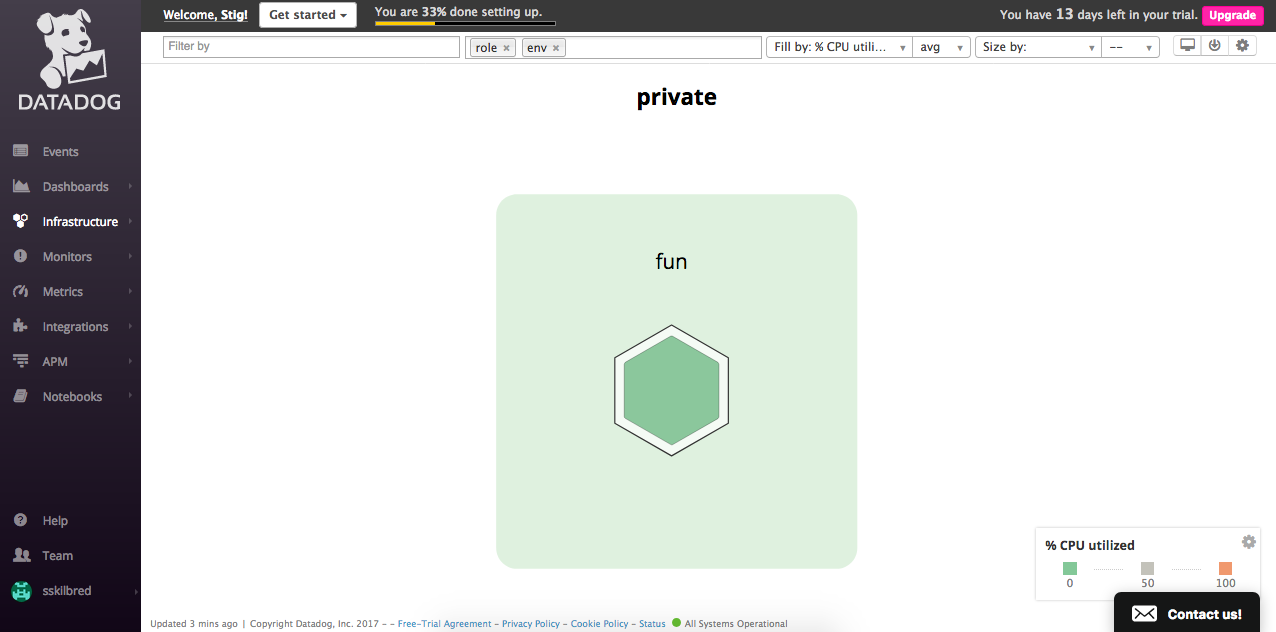 Welcome, Stig!
Get started
You are 33% done setting up.
You have 13 days left in your trial.
Upgrade
DATADOG
Filter by
role ×
env ×
Fill by: % CPU utili...
avg
Size by:
--
Events
Dashboards
Infrastructure
Monitors
Metrics
Integrations
APM
Notebooks
Help
Team
sskilbred
private
fun
% CPU utilized
0
50
100
Contact us!
Updated 3 mins ago | Copyright Datadog, Inc. 2017 - - Free-Trial Agreement - Privacy Policy - Cookie Policy - Status All Systems Operational